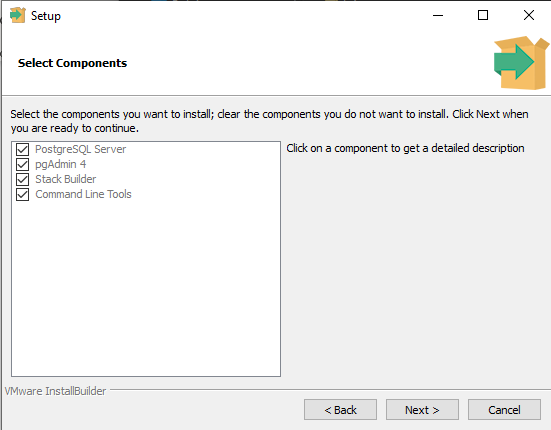 Setup
Select Components
Select the components you want to install; clear the components you do not want to install. Click Next when
you are ready to continue.
PostgreSQL Server
pgAdmin 4
Stack Builder
Command Line Tools
Click on a component to get a detailed description
VMware InstallBuilder
< Back
Next >
Cancel